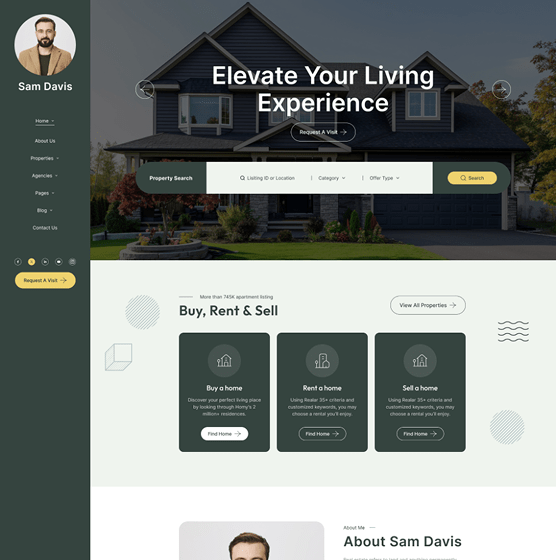 Sam Davis
Home
About Us
Properties
Agencies
Pages
Blog
Contact Us
Request A Visit
Elevate Your Living
Experience
Request A Visit
Property Search
Listing ID or Location
Category
Offer Type
Search
More than 745K apartment listing
Buy, Rent & Sell
View All Properties
Buy a home
Discover your perfect living place
by looking through Homy's 2
million+ residences.
Find Home
Rent a home
Using Realar 35+ criteria and
customized keywords, you may
choose a rental you'll enjoy.
Find Home
Sell a home
Using Realar 35+ criteria and
customized keywords, you may
choose a rental you'll enjoy.
Find Home
About Me
About Sam Davis